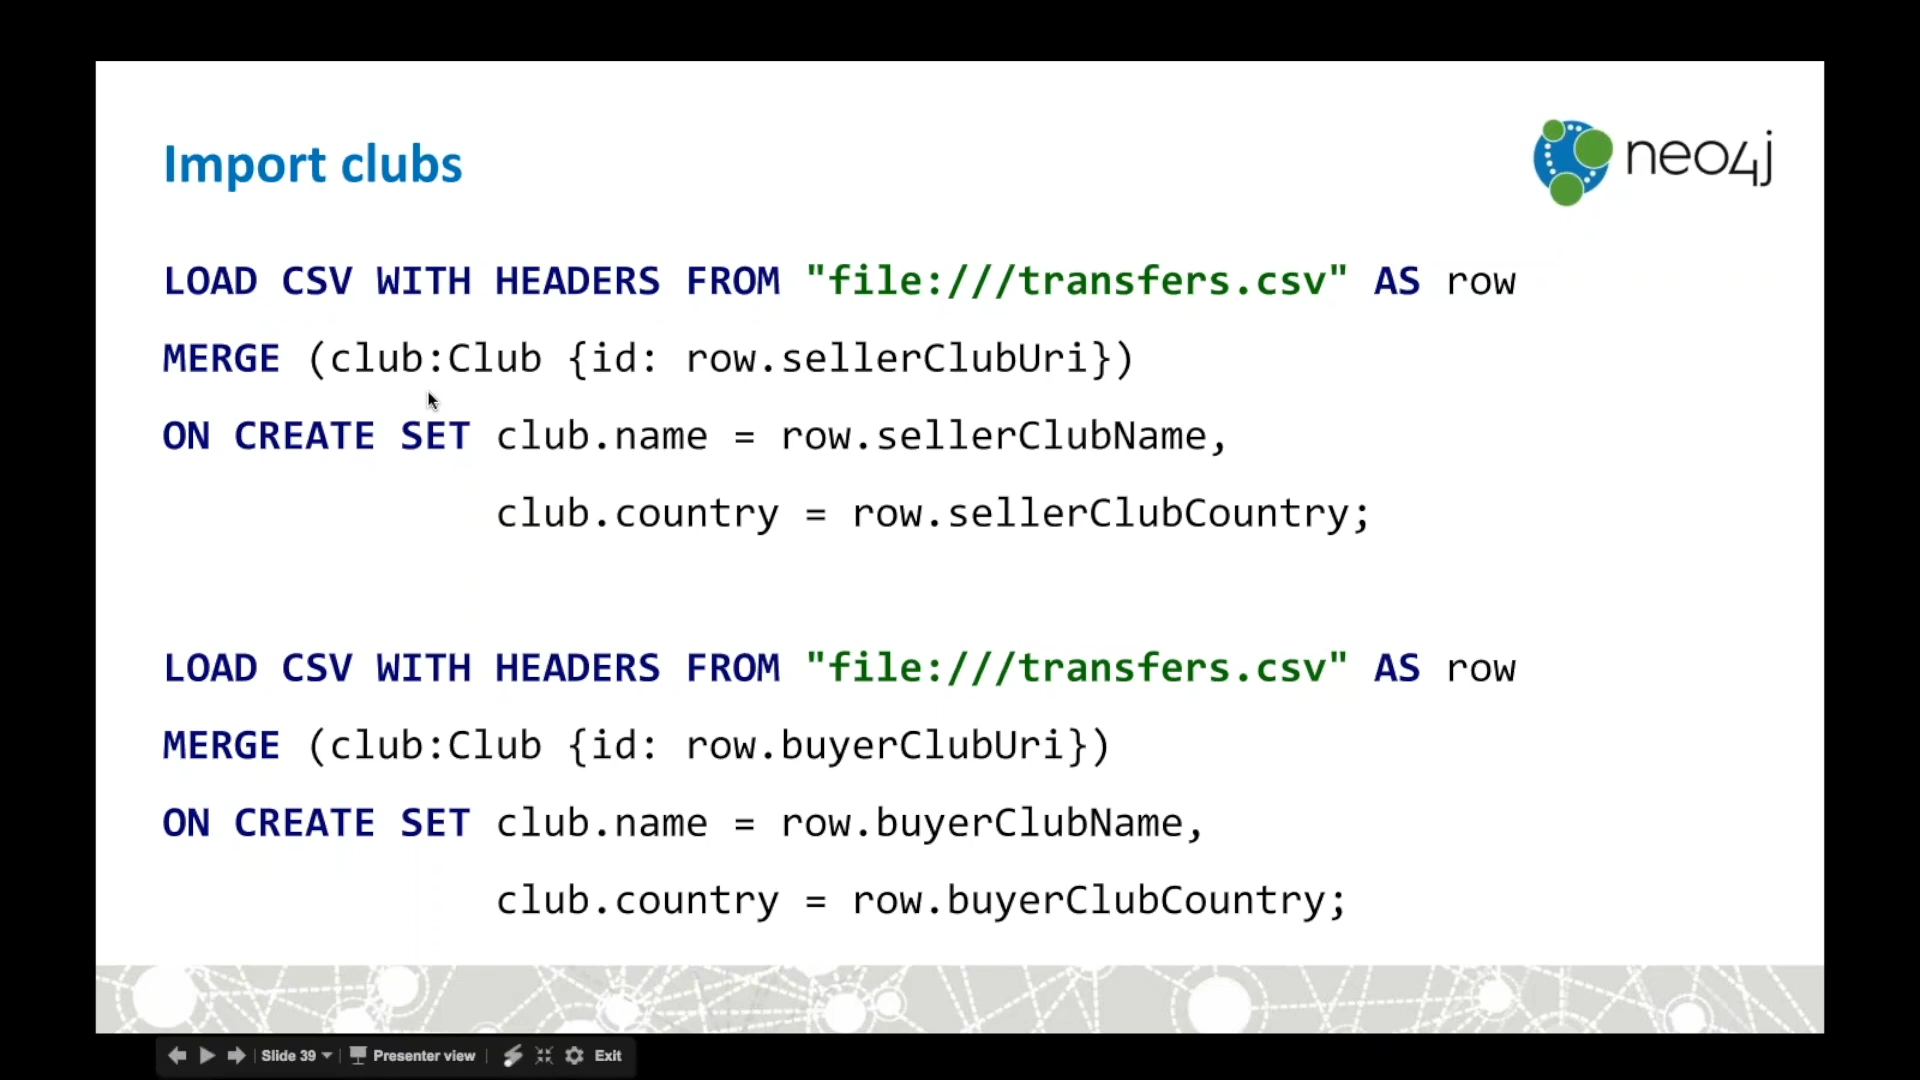 Import clubs
neo4j
LOAD CSV WITH HEADERS FROM "file:///transfers.csv" AS row
MERGE (club:Club {id: row.sellerClubUri})
ON CREATE SET club.name = row.sellerClubName,
club.country = row.sellerClubCountry;
LOAD CSV WITH HEADERS FROM "file:///transfers.csv" AS row
MERGE (club:Club {id: row.buyerClubUri})
ON CREATE SET club.name = row.buyerClubName,
club.country = row.buyerClubCountry;
Slide 39 Presenter view Exit